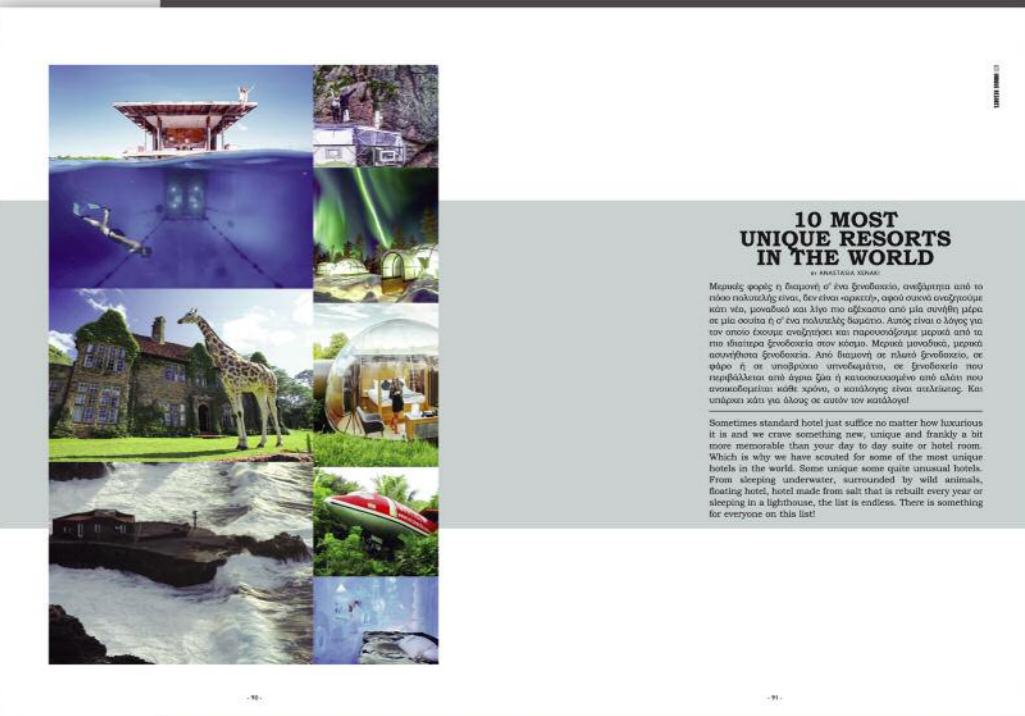 10 MOST
UNIQUE RESORTS
IN THE WORLD
BY ANASTASIA XENAKI
Μερικές φορές η διαμονή σ' ένα ξενοδοχείο, ανεξάρτητα από το
πόσο πολυτελής είναι, δεν είναι «αρκετή», αφού συχνά αναζητούμε
κάτι νέο, μοναδικό και λίγο πιο αξέχαστο από μία συνήθη μέρα
σε μία σουίτα ή σ' ένα πολυτελές δωμάτιο. Αυτός είναι ο λόγος για
τον οποίο έχουμε αναζητήσει και παρουσιάζουμε μερικά από τα
πιο ιδιαίτερα ξενοδοχεία στον κόσμο. Μερικά μοναδικά, μερικά
ασυνήθιστα ξενοδοχεία. Από διαμονή σε πλωτό ξενοδοχείο, σε
φάρο ή σε υποβρύχιο υπνοδωμάτιο, σε ξενοδοχείο που
περιβάλλεται από άγρια ζώα ή κατασκευασμένο από αλάτι που
ανοικοδομείται κάθε χρόνο, ο κατάλογος είναι ατελείωτος. Και
υπάρχει κάτι για όλους σε αυτόν τον κατάλογο!
Sometimes standard hotel just suffice no matter how luxurious
it is and we crave something new, unique and frankly a bit
more memorable than your day to day suite or hotel room.
Which is why we have scouted for some of the most unique
hotels in the world. Some unique some quite unusual hotels.
From sleeping underwater, surrounded by wild animals,
floating hotel, hotel made from salt that is rebuilt every year or
sleeping in a lighthouse, the list is endless. There is something
for everyone on this list!
- 90 -
- 91 -